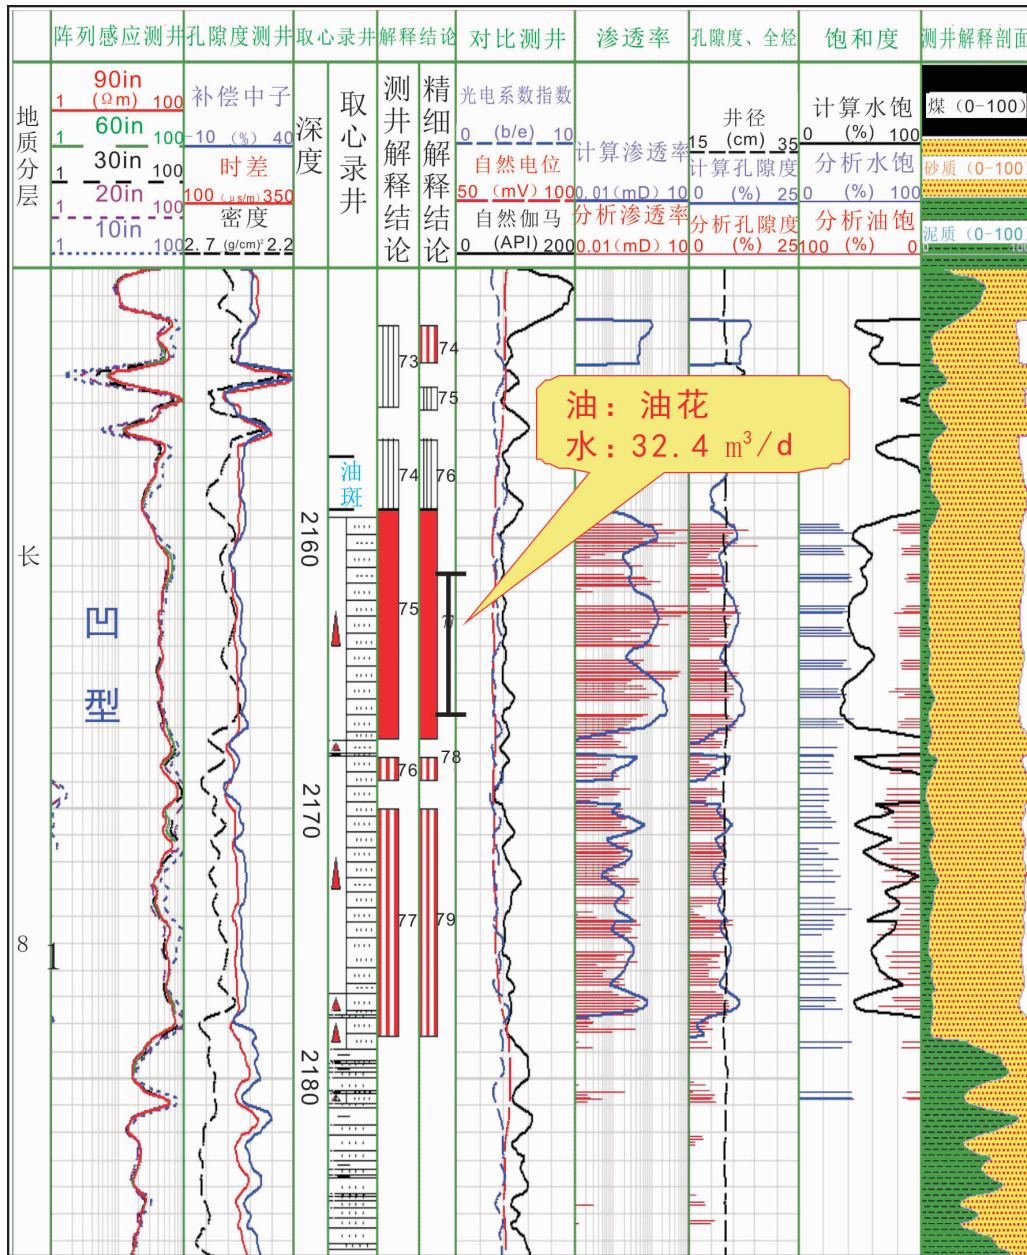 阵列感应测井 孔隙度测井 取心录井 解释结论 对比测井 渗透率 孔隙度、全烃 饱和度 测井解释剖面
地质分层
90in
(Ωm)
1 100
60in
1 100
30in
1 100
20in
1 100
10in
1 100
补偿中子
-10 (%) 40
时差
100 (μs/m) 350
密度
2.7 (g/cm)² 2.2
深度
取心录井
测井解释结论
精细解释结论
光电系数指数
0 (b/e) 10
自然电位
50 (mV) 100
自然伽马
0 (API) 200
计算渗透率
0.01 (mD) 10
分析渗透率
0.01 (mD) 10
井径
15 (cm) 35
计算孔隙度
0 (%) 25
分析孔隙度
0 (%) 25
计算水饱
0 (%) 100
分析水饱
0 (%) 100
分析油饱
100 (%) 0
煤 (0-100)
砂质 (0-100)
泥质 (0-100)
73
74
75
油：油花
水：32.4 m³/d
油斑
74
76
2160
长
凹型
75
76
78
2170
77
79
8
1
2180